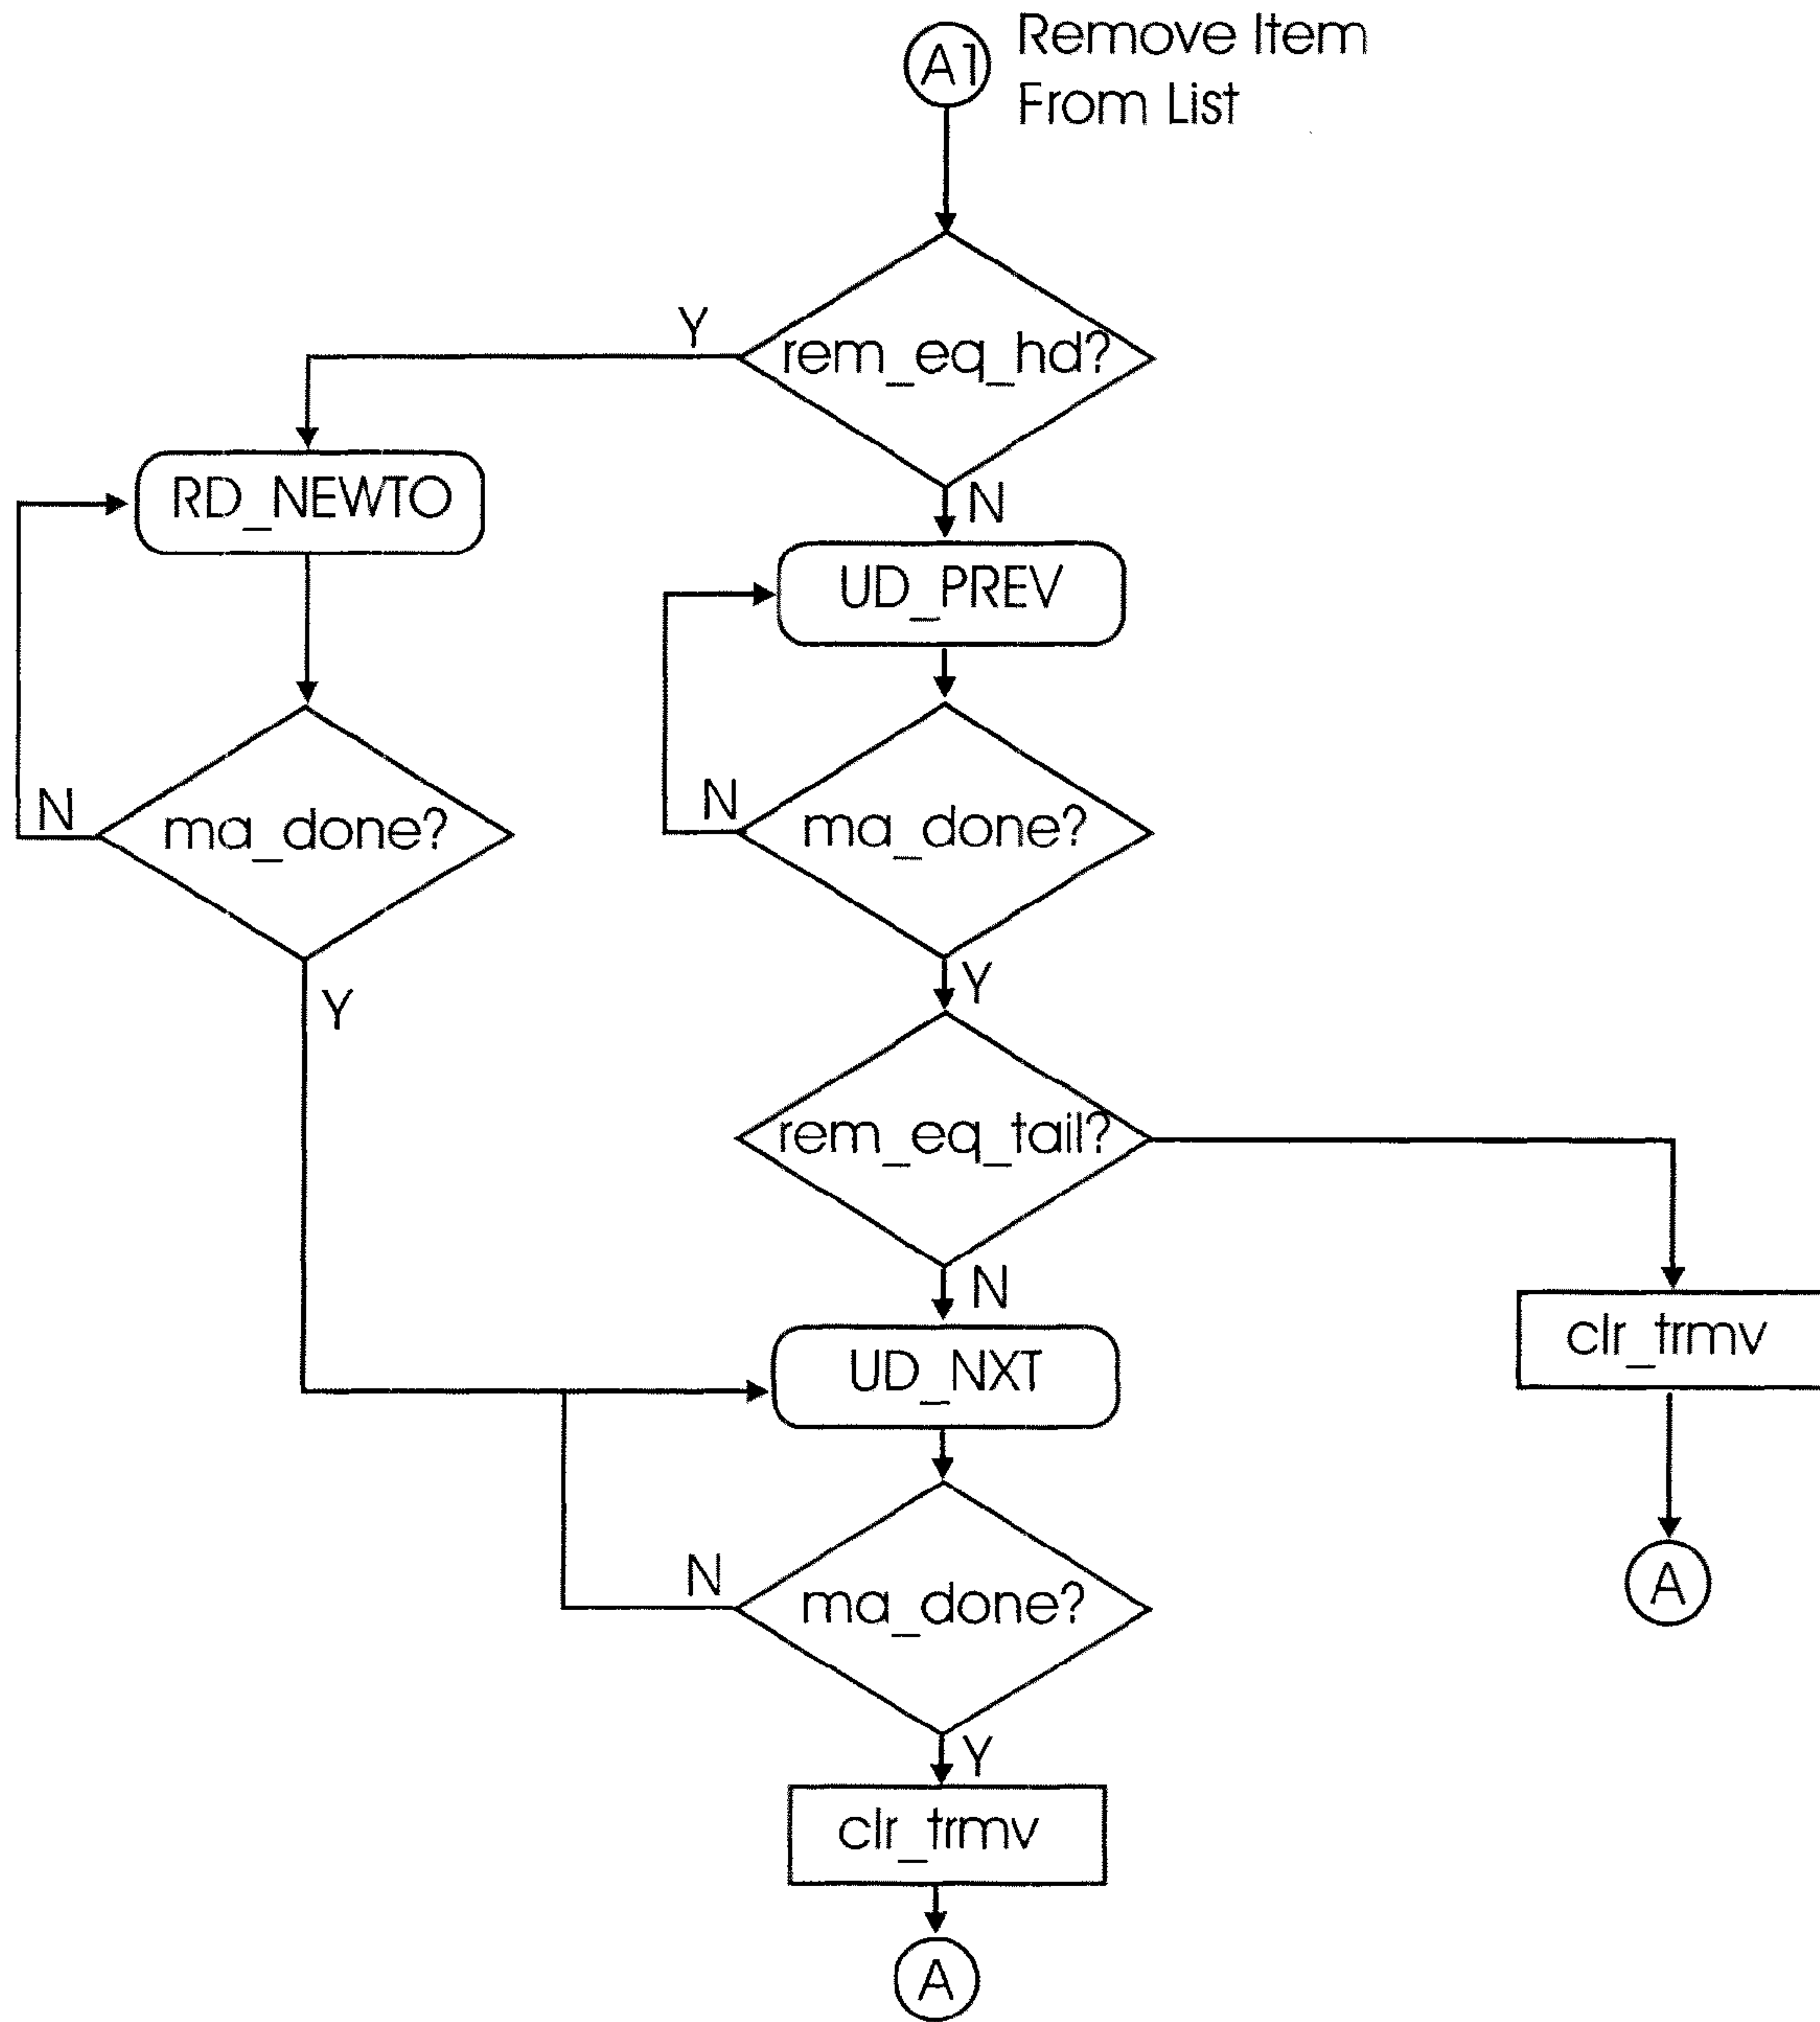 A1
Remove Item
From List
Y
rem_eq_hd?
RD_NEWTO
N
UD_PREV
N
ma_done?
N
ma_done?
Y
Y
rem_eq_tail?
N
clr_trmv
UD_NXT
N
ma_done?
A
Y
clr_trmv
A